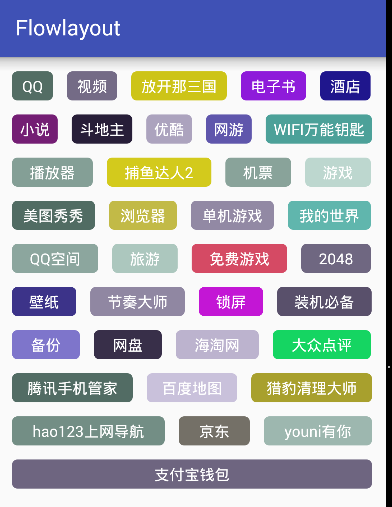 Flowlayout
QQ 视频 放开那三国 电子书 酒店
小说 斗地主 优酷 网游 WIFI万能钥匙
播放器 捕鱼达人2 机票 游戏
美图秀秀 浏览器 单机游戏 我的世界
QQ空间 旅游 免费游戏 2048
壁纸 节奏大师 锁屏 装机必备
备份 网盘 海淘网 大众点评
腾讯手机管家 百度地图 猎豹清理大师
hao123上网导航 京东 youni有你
支付宝钱包